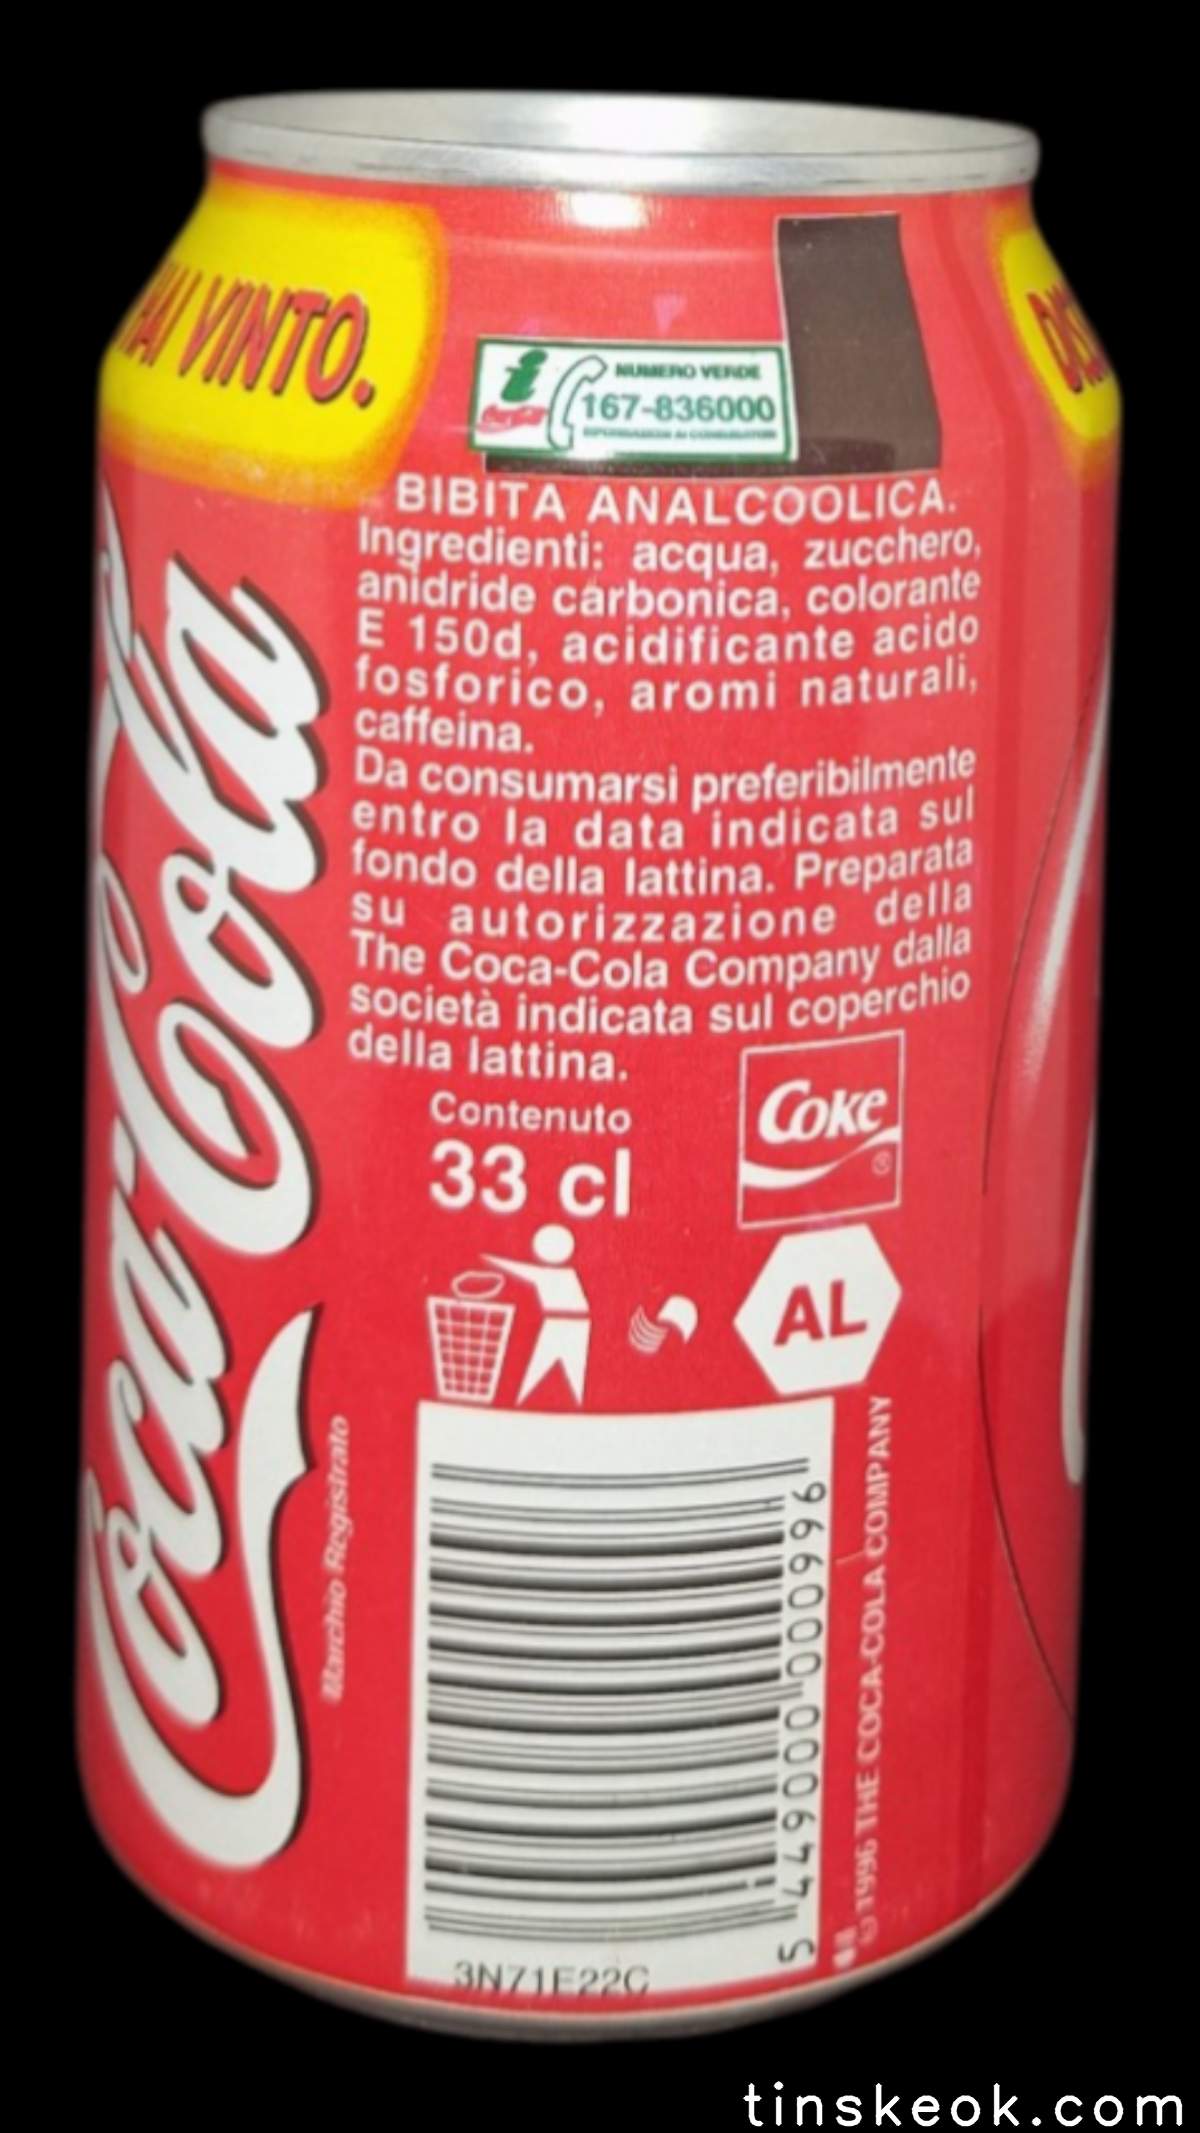 HAI VINTO.
NUMERO VERDE
167-836000
BIBITA ANALCOOLICA.
Ingredienti: acqua, zucchero,
anidride carbonica, colorante
E 150d, acidificante acido
fosforico, aromi naturali,
caffeina.
Da consumarsi preferibilmente
entro la data indicata sul
fondo della lattina. Preparata
su autorizzazione della
The Coca-Cola Company dalla
società indicata sul coperchio
della lattina.
Contenuto
33 cl
Coke
®
AL
Coca-Cola
Marchio Registrato
5 449000 000996
© 1996 THE COCA-COLA COMPANY
3N71E22C
tinskeok.com